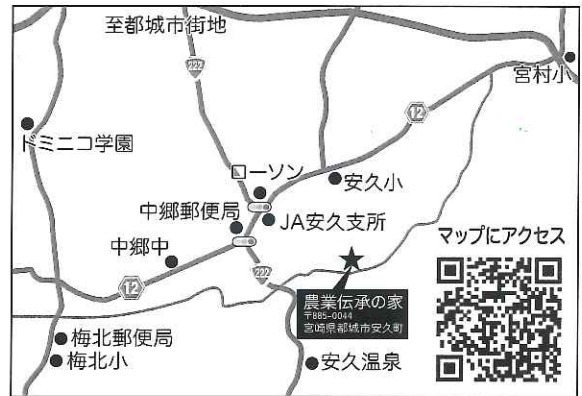 至都城市街地
222
宮村小
12
ドミニコ学園
ローソン
安久小
中郷郵便局
JA安久支所
マップにアクセス
中郷中
222
12
農業伝承の家
〒885-0044
宮崎県都城市安久町
梅北郵便局
梅北小
安久温泉